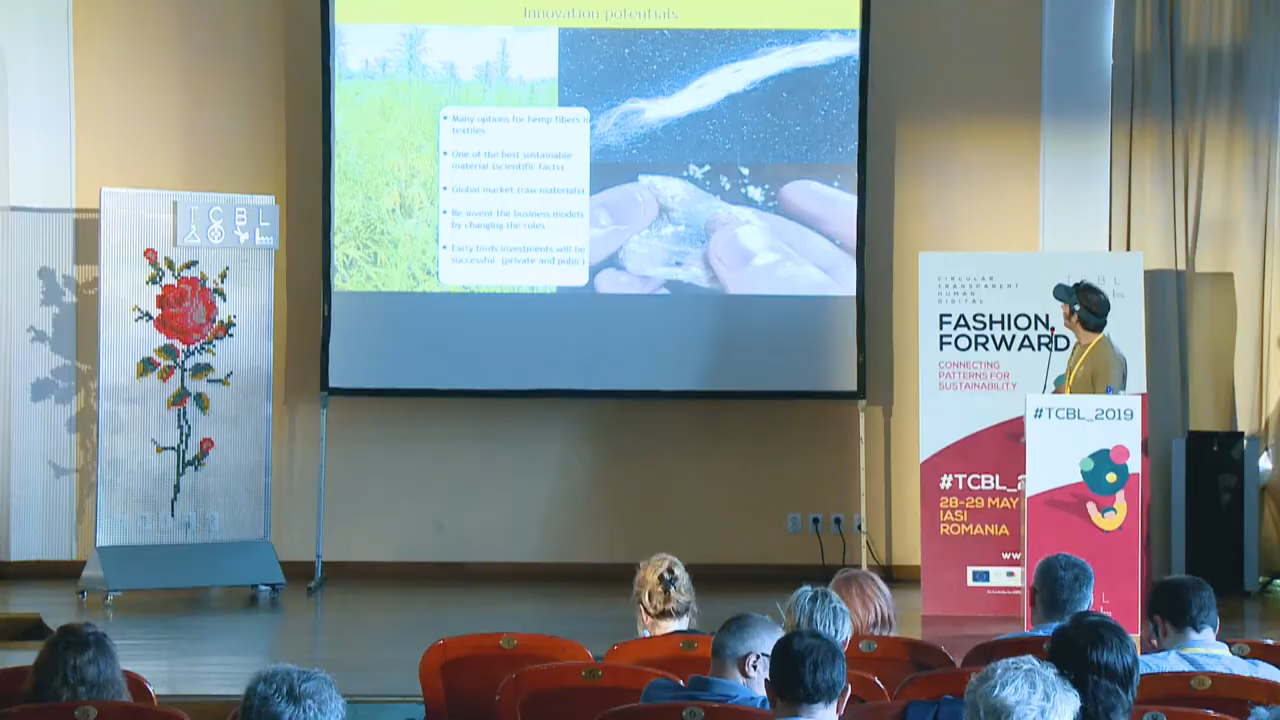 Innovation potentials
• Many options for hemp fibers in
textiles
• One of the best sustainable
material (scientific facts)
• Global market (raw materials)
• Re invent the business models
by changing the rules
• Early birds investments will be
successful (private and public)
T C B L
CIRCULAR
TRANSPARENT
HUMAN
DIGITAL
T C B L
FASHION
FORWARD
CONNECTING
PATTERNS FOR
SUSTAINABILITY
#TCBL_2
28-29 MAY
IASI
ROMANIA
ww
#TCBL_2019